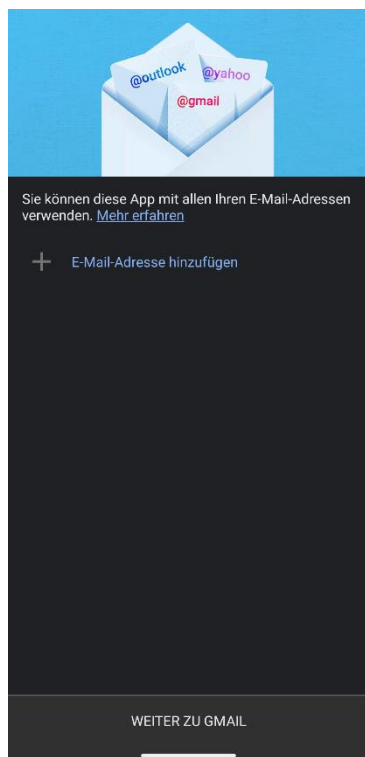 @outlook
@yahoo
@gmail
Sie können diese App mit allen Ihren E-Mail-Adressen
verwenden. Mehr erfahren
E-Mail-Adresse hinzufügen
WEITER ZU GMAIL